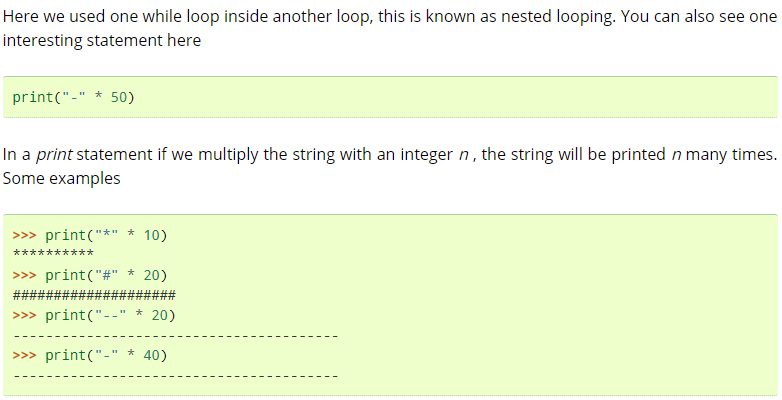 Here we used one while loop inside another loop, this is known as nested looping. You can also see one
interesting statement here
print("-" * 50)
In a print statement if we multiply the string with an integer n , the string will be printed n many times.
Some examples
>>> print("*" * 10)
**********
>>> print("#" * 20)
####################
>>> print("--" * 20)
----------------------------------------
>>> print("-" * 40)
----------------------------------------